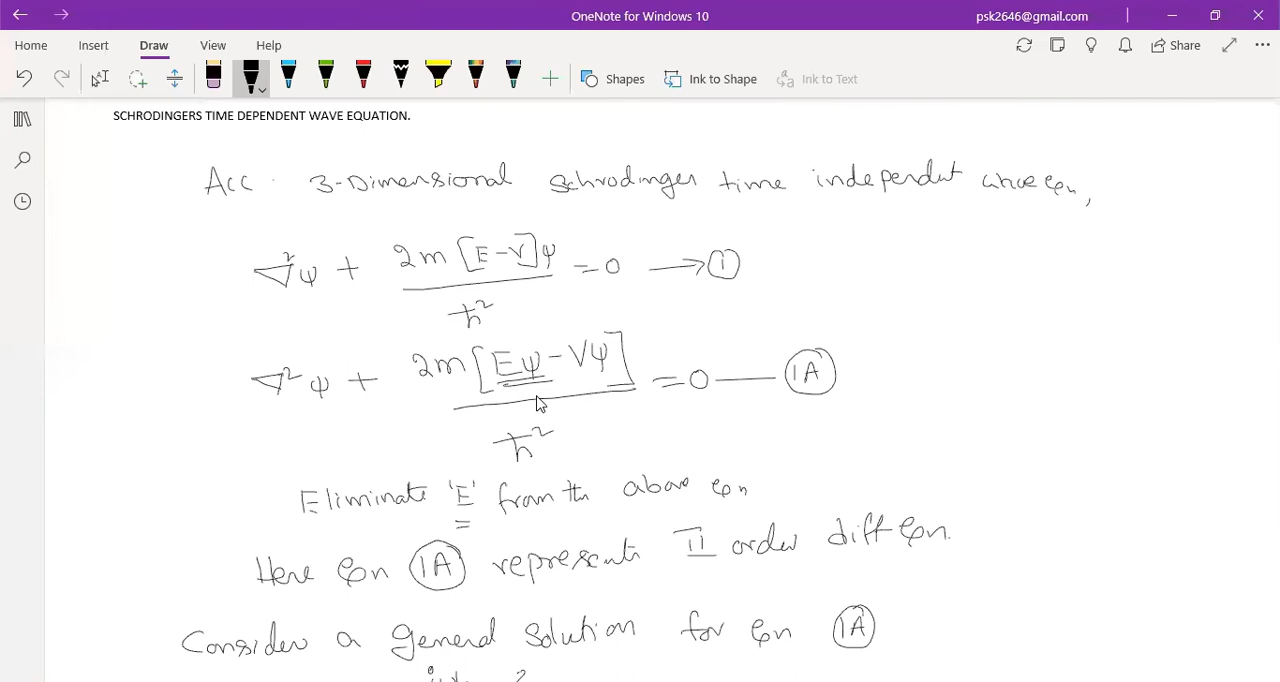 OneNote for Windows 10
psk2646@gmail.com
Home Insert Draw View Help
Share
Shapes Ink to Shape Ink to Text
SCHRODINGERS TIME DEPENDENT WAVE EQUATION.
Acc . 3-Dimensional Schrodinger time independent wave eqn,
∇²ψ + 2m[E-V]ψ / ħ² = 0 → ①
∇²ψ + 2m[Eψ - Vψ] / ħ² = 0 — 1A
Eliminate 'E' from the above eqn
Here eqn 1A represents II order diff eqn.
Consider a general solution for eqn 1A